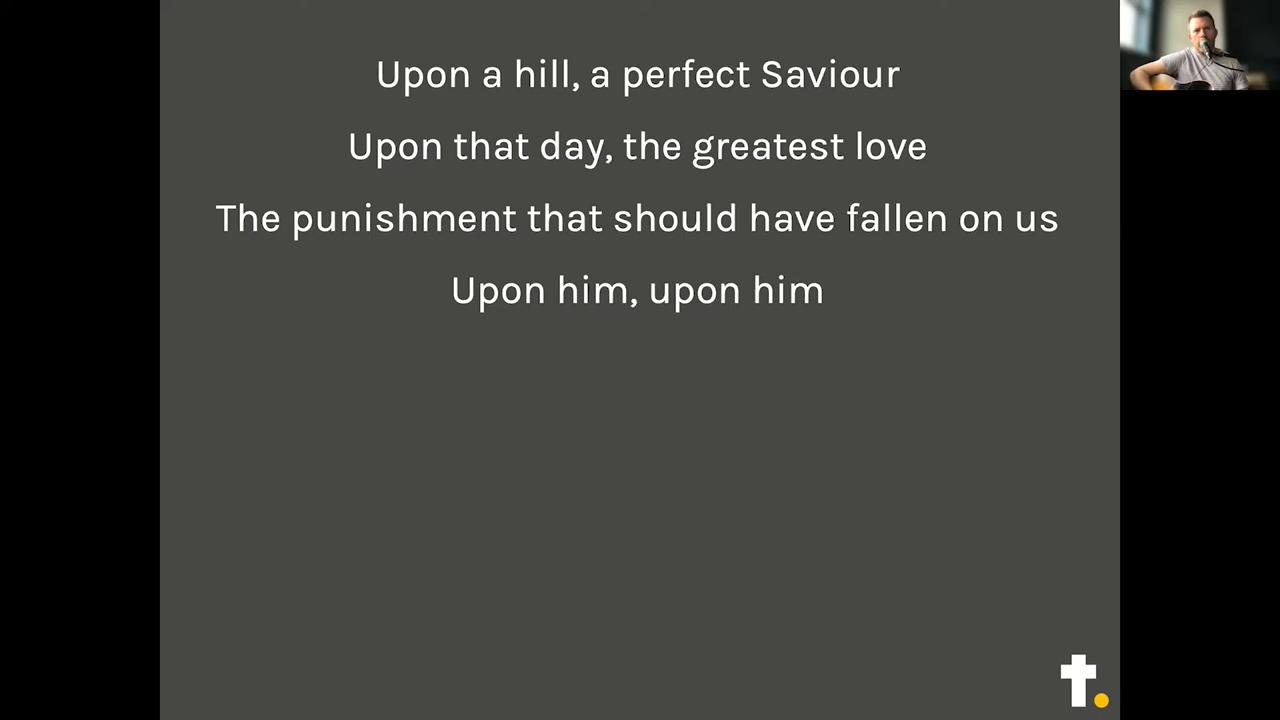 Upon a hill, a perfect Saviour
Upon that day, the greatest love
The punishment that should have fallen on us
Upon him, upon him